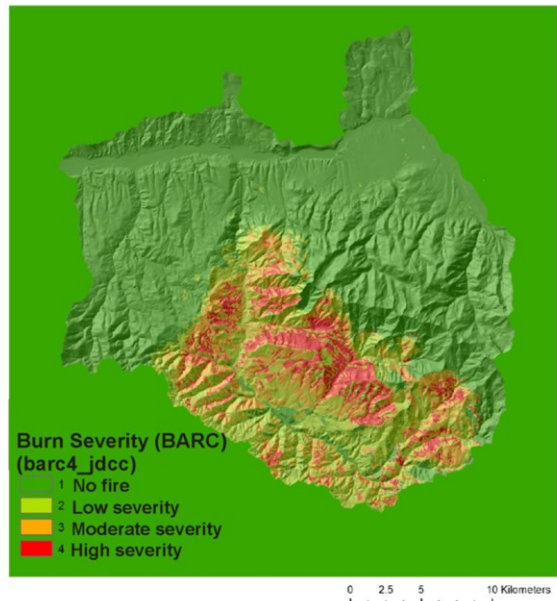 Burn Severity (BARC)
(barc4_jdcc)
1 No fire
2 Low severity
3 Moderate severity
4 High severity
0 2.5 5 10 Kilometers